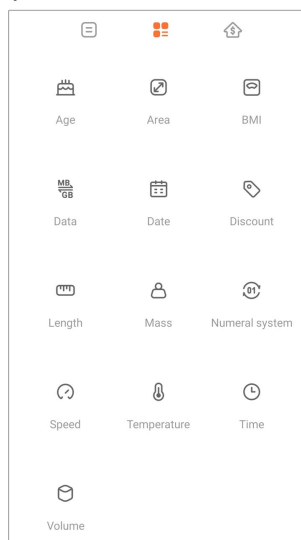 Age
Area
BMI
MB
GB
Data
Date
Discount
Length
Mass
01
Numeral system
Speed
Temperature
Time
Volume